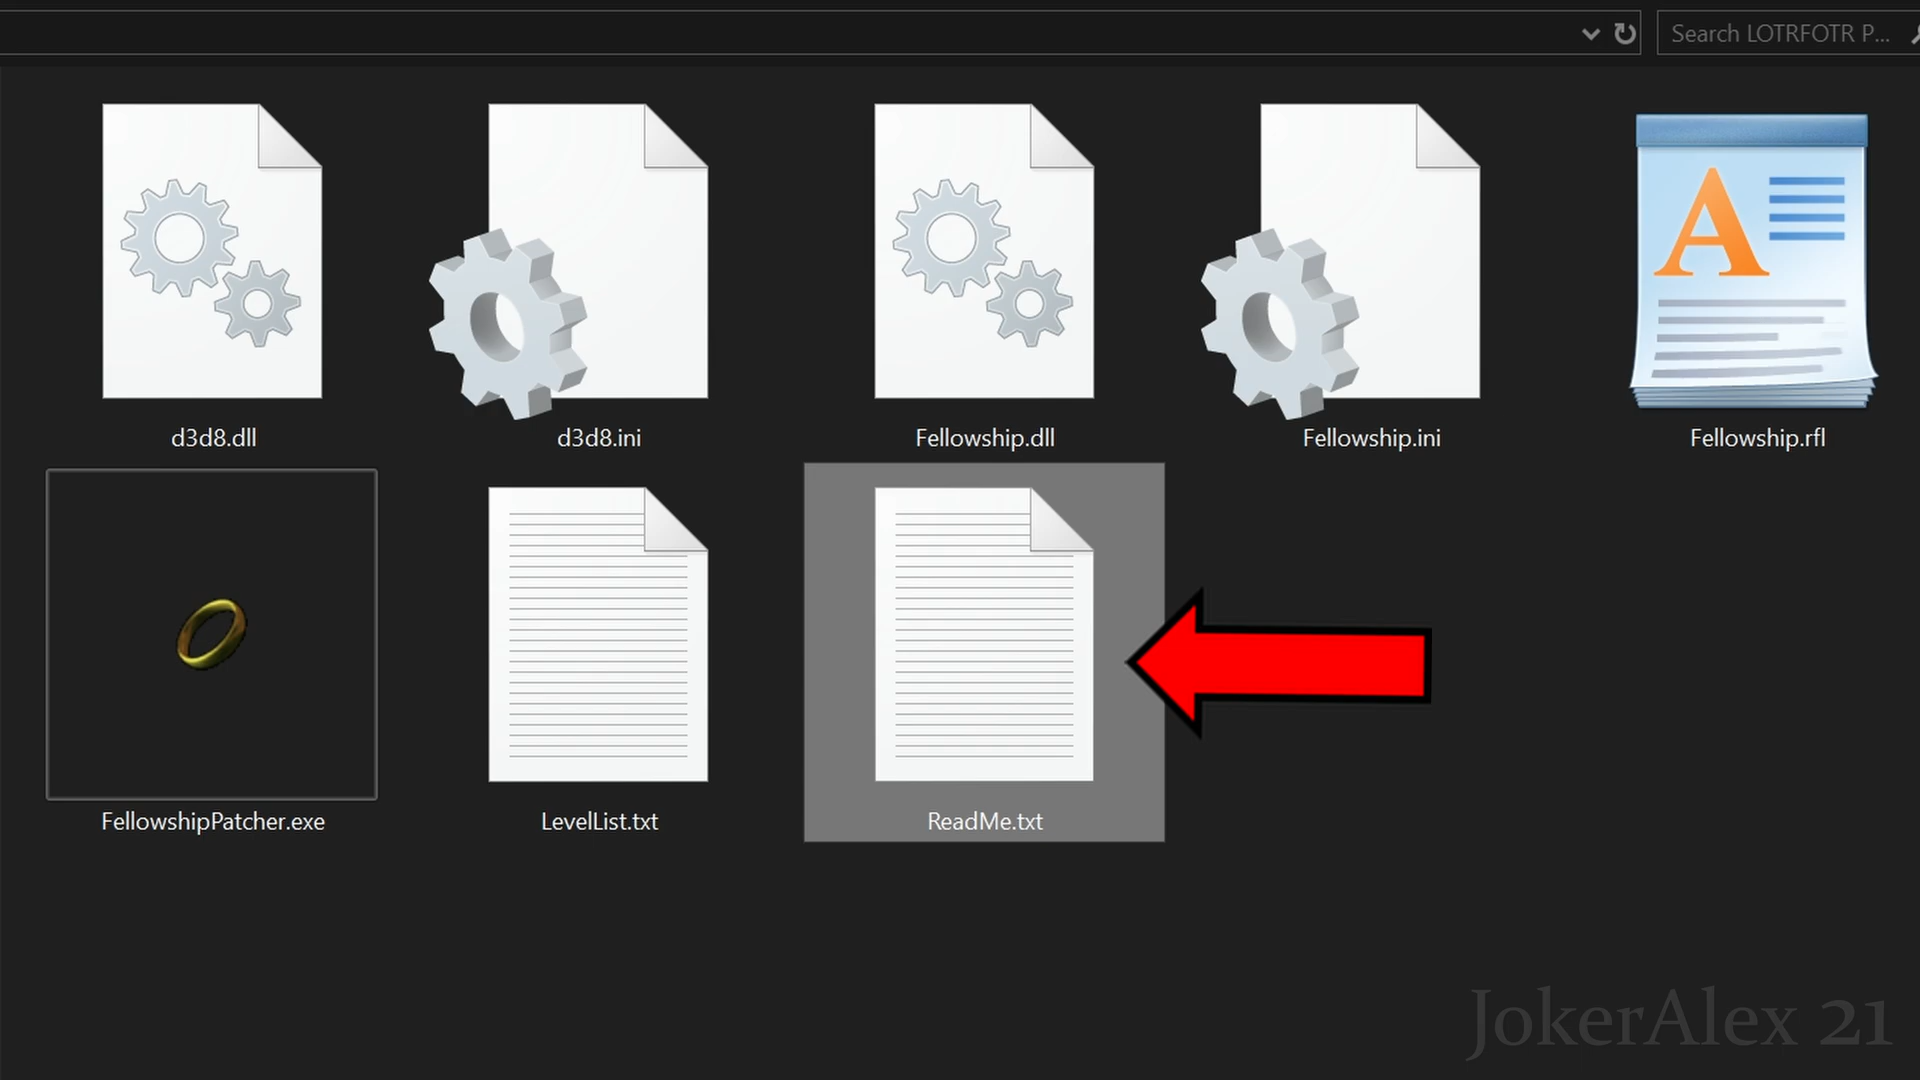 Search LOTRFOTR P...
d3d8.dll
d3d8.ini
Fellowship.dll
Fellowship.ini
Fellowship.rfl
FellowshipPatcher.exe
LevelList.txt
ReadMe.txt
JokerAlex 21